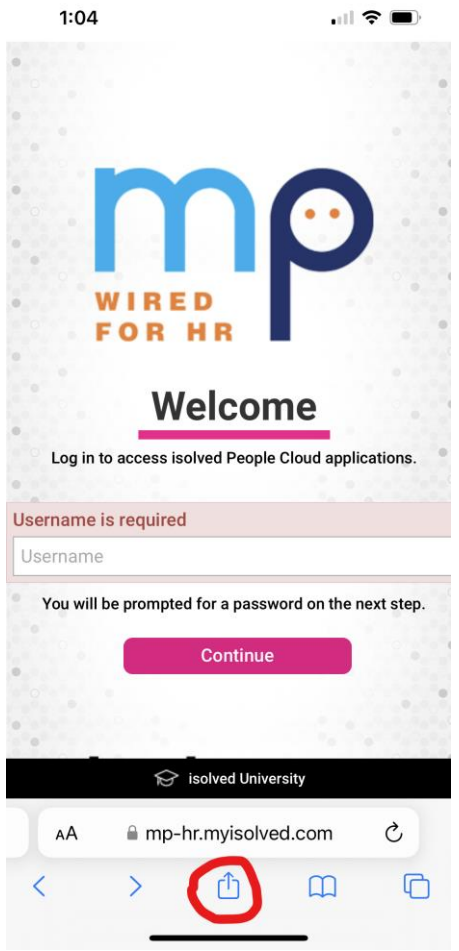 1:04
mp
WIRED
FOR HR
Welcome
Log in to access isolved People Cloud applications.
Username is required
Username
You will be prompted for a password on the next step.
Continue
isolved University
AA mp-hr.myisolved.com